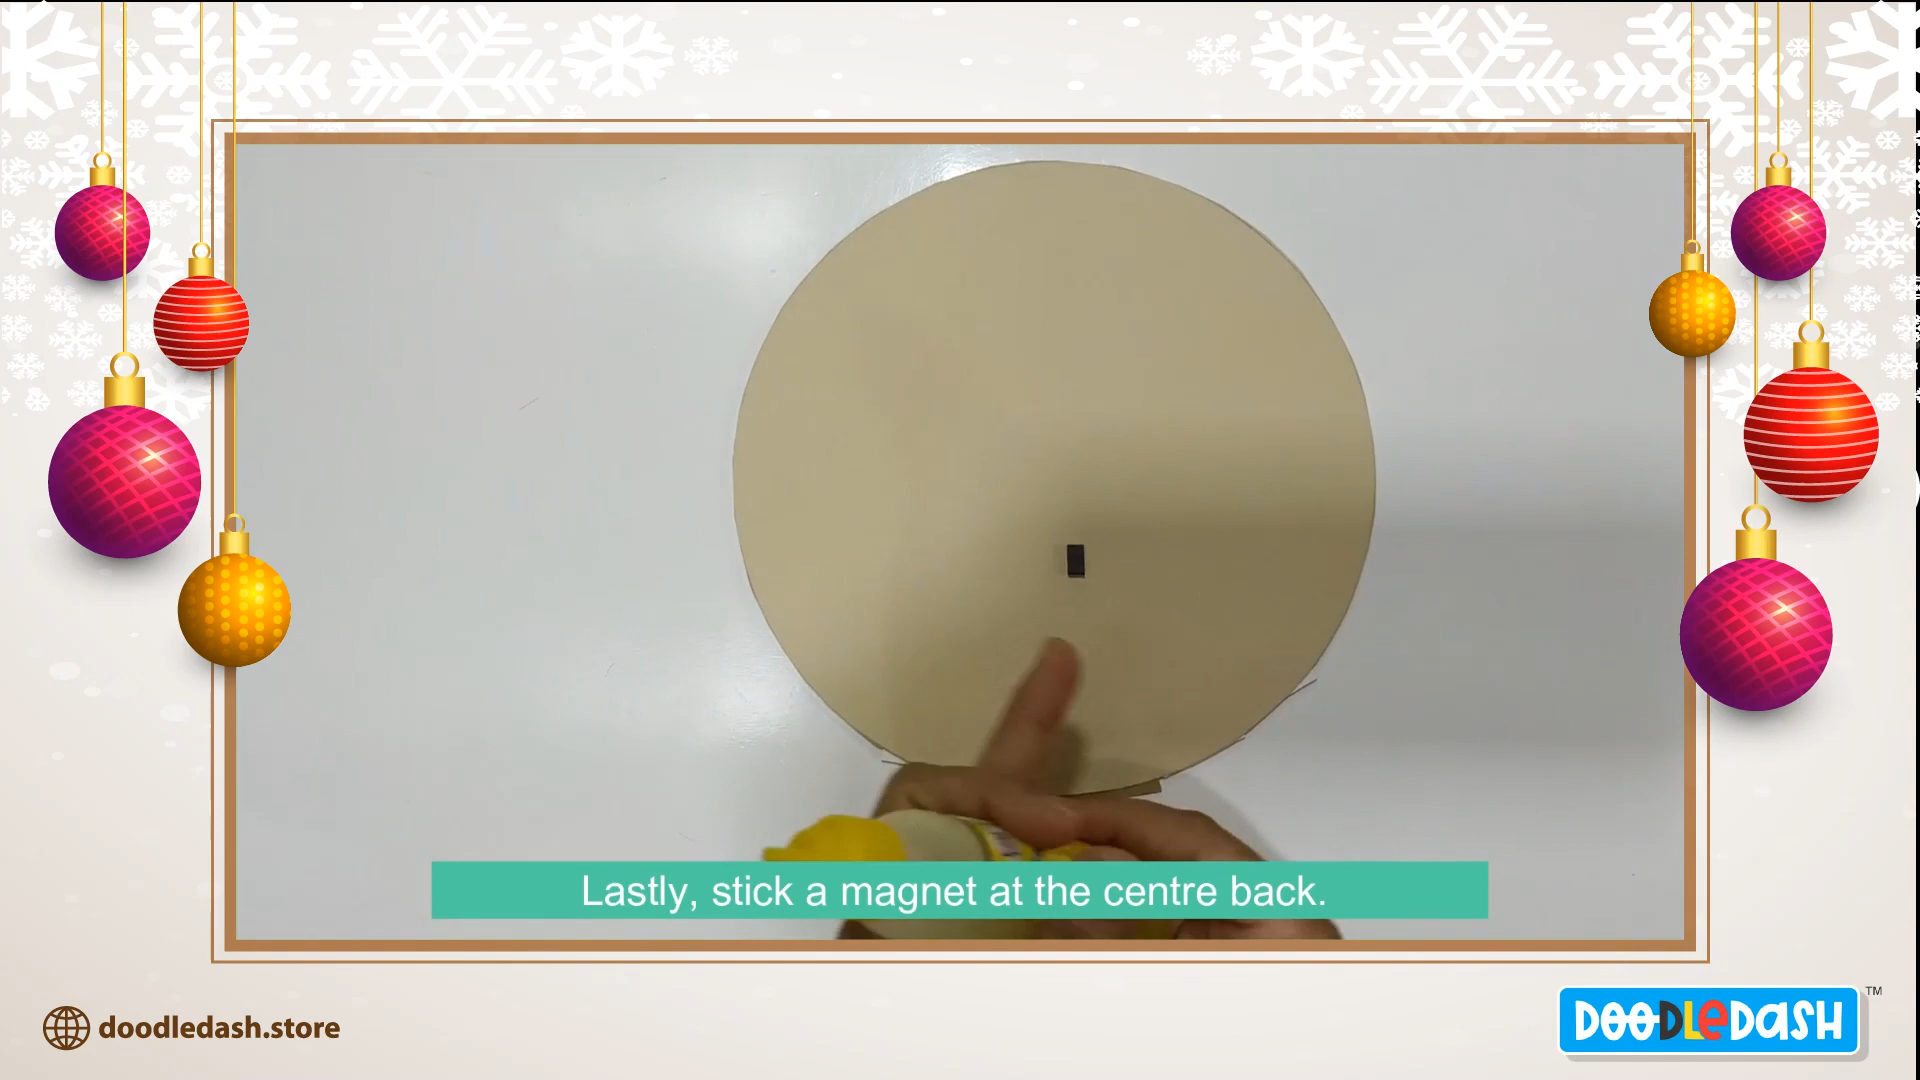 Lastly, stick a magnet at the centre back.
doodledash.store
DOODLEDASH TM